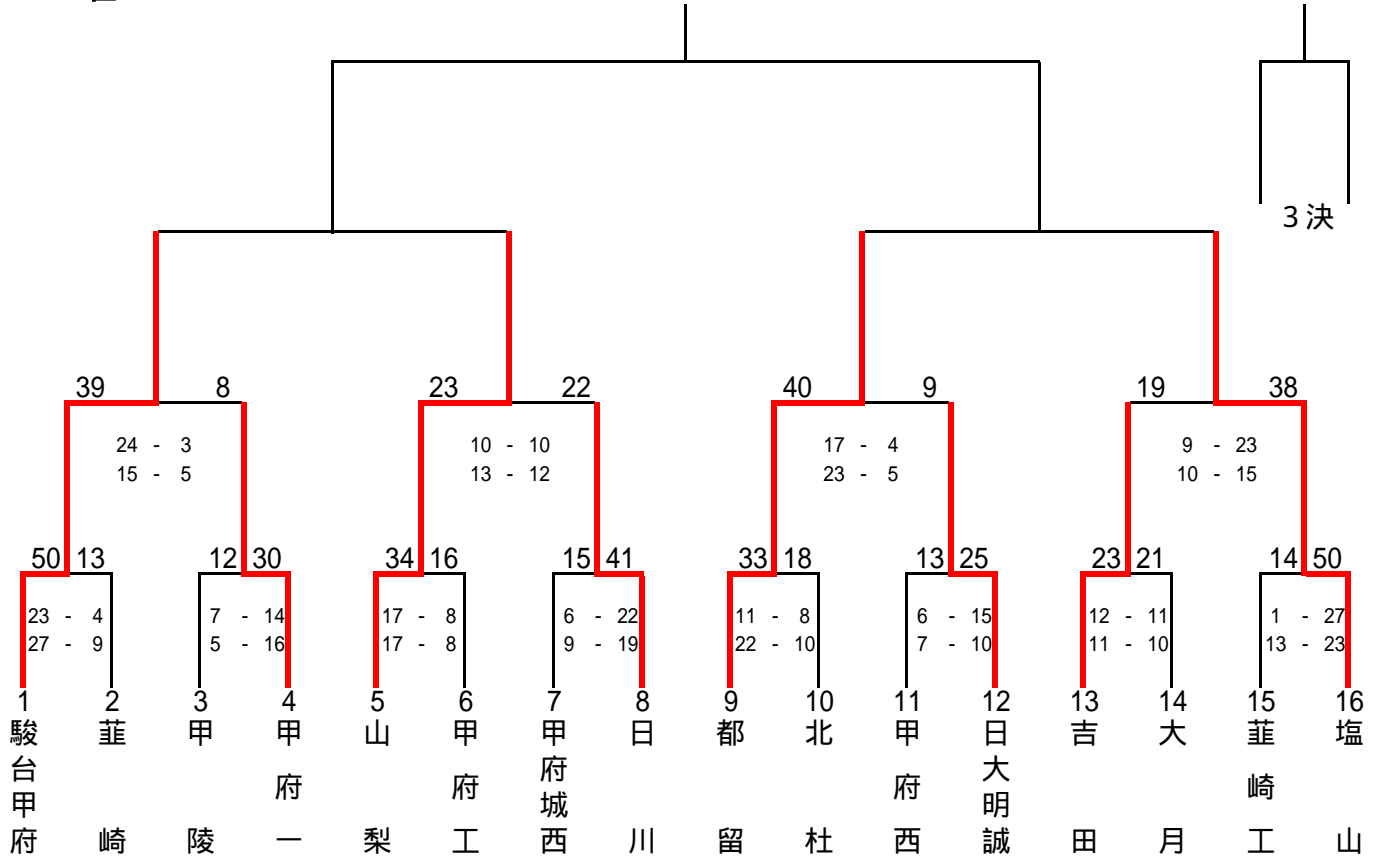 3決
39 8 23 22 40 9 19 38
24 - 3 10 - 10 17 - 4 9 - 23
15 - 5 13 - 12 23 - 5 10 - 15
50 13 12 30 34 16 15 41 33 18 13 25 23 21 14 50
23 - 4 7 - 14 17 - 8 6 - 22 11 - 8 6 - 15 12 - 11 1 - 27
27 - 9 5 - 16 17 - 8 9 - 19 22 - 10 7 - 10 11 - 10 13 - 23
1 2 3 4 5 6 7 8 9 10 11 12 13 14 15 16
駿台甲府
韮崎
甲陵
甲府一
山梨
甲府工
甲府城西
日川
都留
北杜
甲府西
日大明誠
吉田
大月
韮崎工
塩山